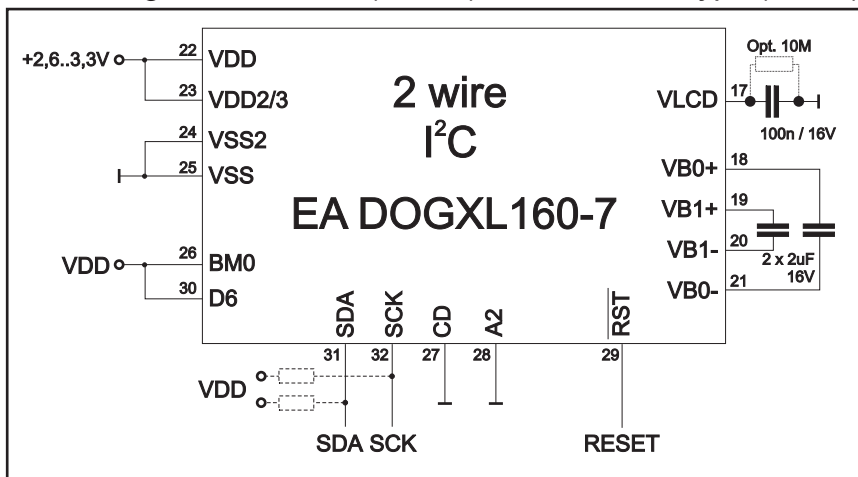 +2,6..3,3V
22 VDD
23 VDD2/3
24 VSS2
25 VSS
VDD
26 BM0
30 D6
2 wire
I²C
EA DOGXL160-7
Opt. 10M
VLCD 17
100n / 16V
VB0+ 18
VB1+ 19
VB1- 20
VB0- 21
2 x 2uF
16V
SDA SCK CD A2 RST
31 32 27 28 29
VDD
SDA SCK RESET